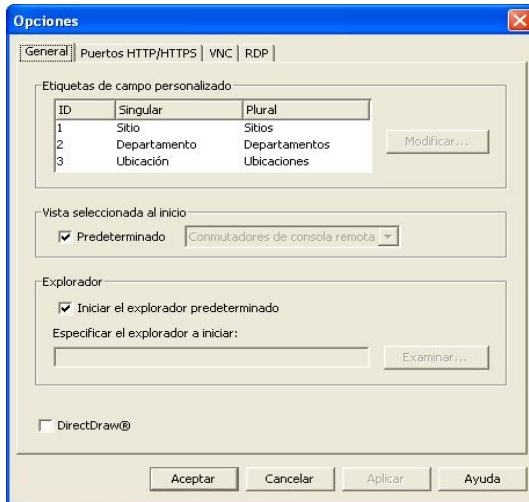 Opciones
General Puertos HTTP/HTTPS VNC RDP
Etiquetas de campo personalizado
ID Singular Plural
1 Sitio Sitios
2 Departamento Departamentos
3 Ubicación Ubicaciones
Modificar...
Vista seleccionada al inicio
Predeterminado Conmutadores de consola remota
Explorador
Iniciar el explorador predeterminado
Especificar el explorador a iniciar:
Examinar...
DirectDraw®
Aceptar Cancelar Aplicar Ayuda